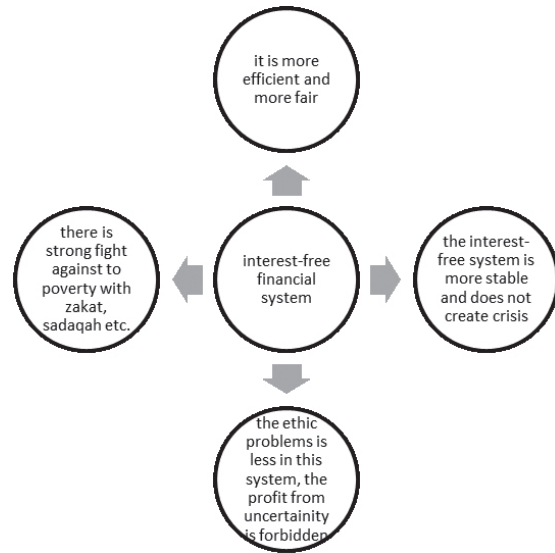 it is more
efficient and
more fair
there is
strong fight
against to
poverty with
zakat,
sadaqah etc.
interest-free
financial
system
the interest-
free system is
more stable
and does not
create crisis
the ethic
problems is
less in this
system, the
profit from
uncertainity
is forbidden